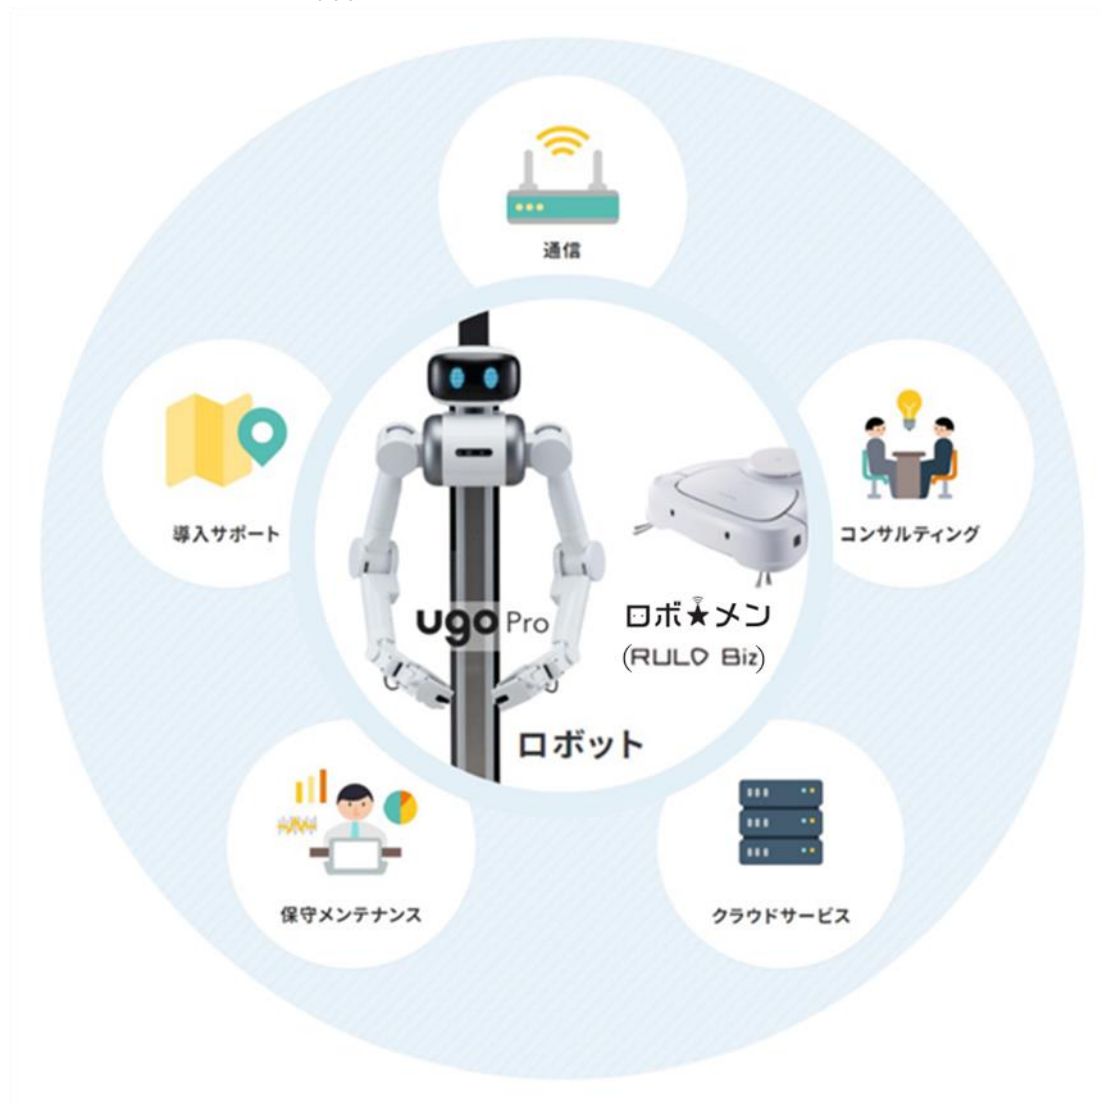 通信
導入サポート
コンサルティング
ugo Pro
ロボ★メン
(RULO Biz)
ロボット
保守メンテナンス
クラウドサービス